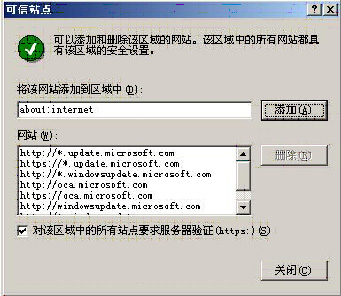 可信站点
可以添加和删除该区域的网站。该区域中的所有网站都具
有该区域的安全设置。
将该网站添加到区域中(D):
about:internet
添加(A)
网站(W):
http://*.update.microsoft.com
https://*.update.microsoft.com
http://*.windowsupdate.microsoft.com
http://oca.microsoft.com
https://oca.microsoft.com
http://windowsupdate.microsoft.com
删除(R)
对该区域中的所有站点要求服务器验证(https:)(S)
关闭(C)